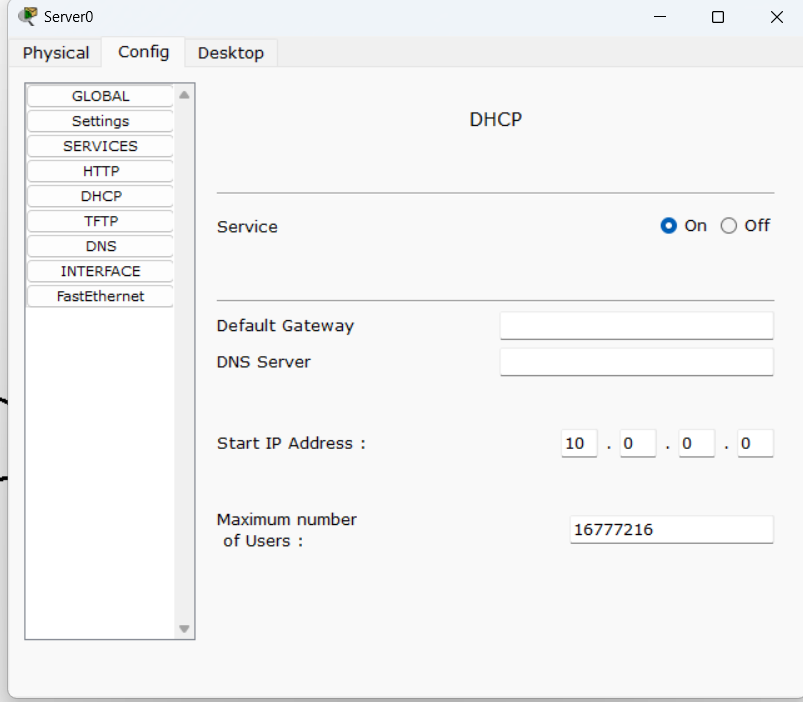 Server0
Physical Config Desktop
GLOBAL
Settings
SERVICES
HTTP
DHCP
TFTP
DNS
INTERFACE
FastEthernet
DHCP
Service On Off
Default Gateway
DNS Server
Start IP Address : 10 . 0 . 0 . 0
Maximum number
of Users : 16777216